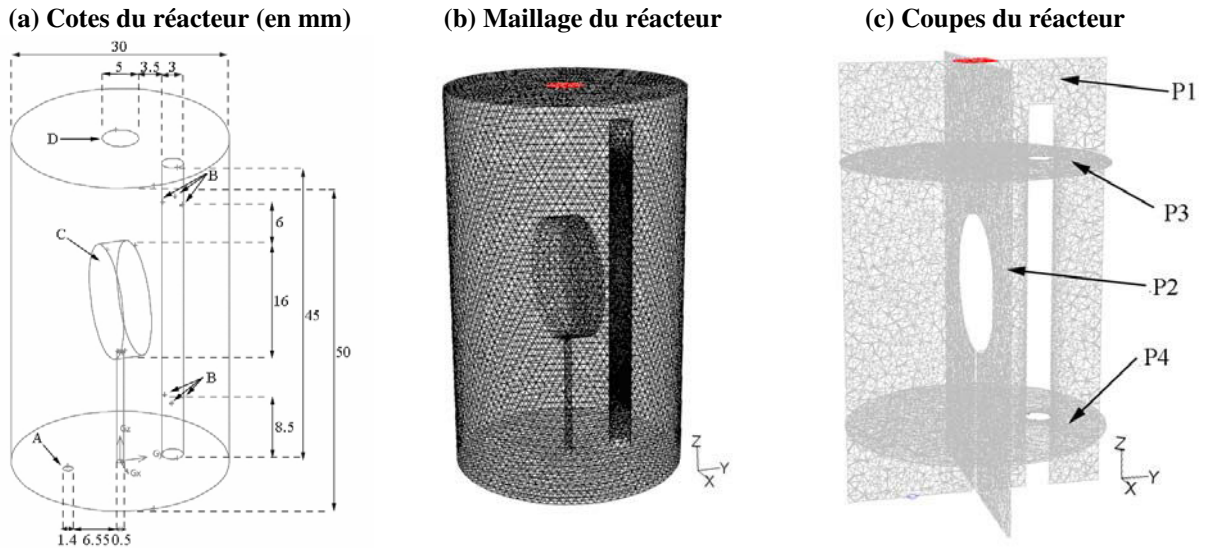 (a) Cotes du réacteur (en mm)
30
5 3.5 3
D
B
6
C
16
45
50
B
8.5
A
Gz
Gy
Gx
1.4 6.55 0.5
(b) Maillage du réacteur
Z
Y
X
(c) Coupes du réacteur
P1
P3
P2
P4
Z
Y
X